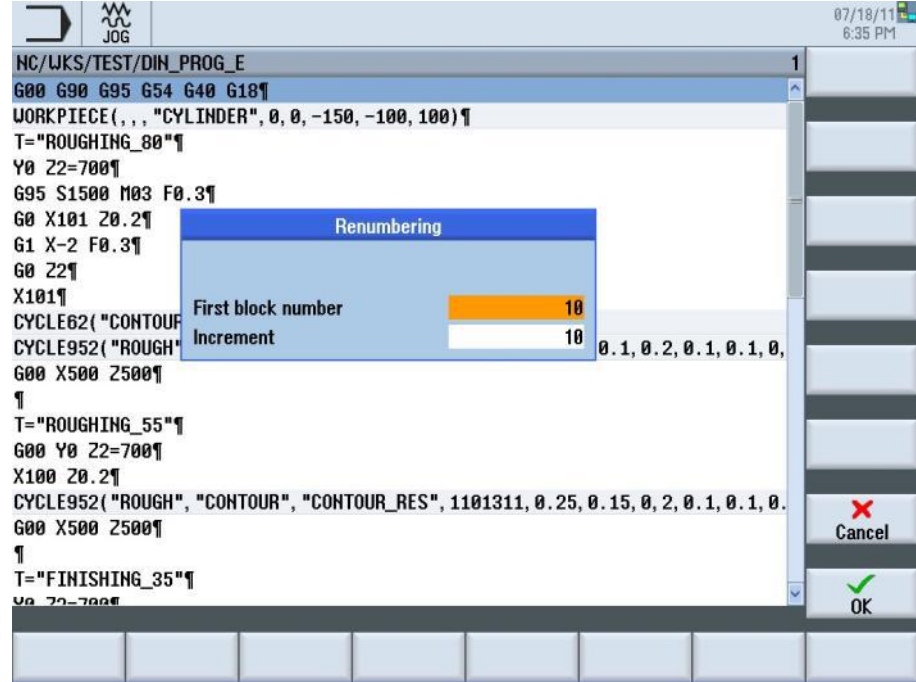 JOG
07/18/11
6:35 PM
NC/WKS/TEST/DIN_PROG_E 1
G00 G90 G95 G54 G40 G18¶
WORKPIECE(,,,"CYLINDER",0,0,-150,-100,100)¶
T="ROUGHING_80"¶
Y0 Z2=700¶
G95 S1500 M03 F0.3¶
G0 X101 Z0.2¶
G1 X-2 F0.3¶
G0 Z2¶
X101¶
CYCLE62("CONTOUR
CYCLE952("ROUGH" 0.1,0.2,0.1,0.1,0,
G00 X500 Z500¶
¶
T="ROUGHING_55"¶
G00 Y0 Z2=700¶
X100 Z0.2¶
CYCLE952("ROUGH","CONTOUR","CONTOUR_RES",1101311,0.25,0.15,0,2,0.1,0.1,0.
G00 X500 Z500¶
¶
T="FINISHING_35"¶
Y0 Z2=700¶
Renumbering
First block number 10
Increment 10
Cancel
OK